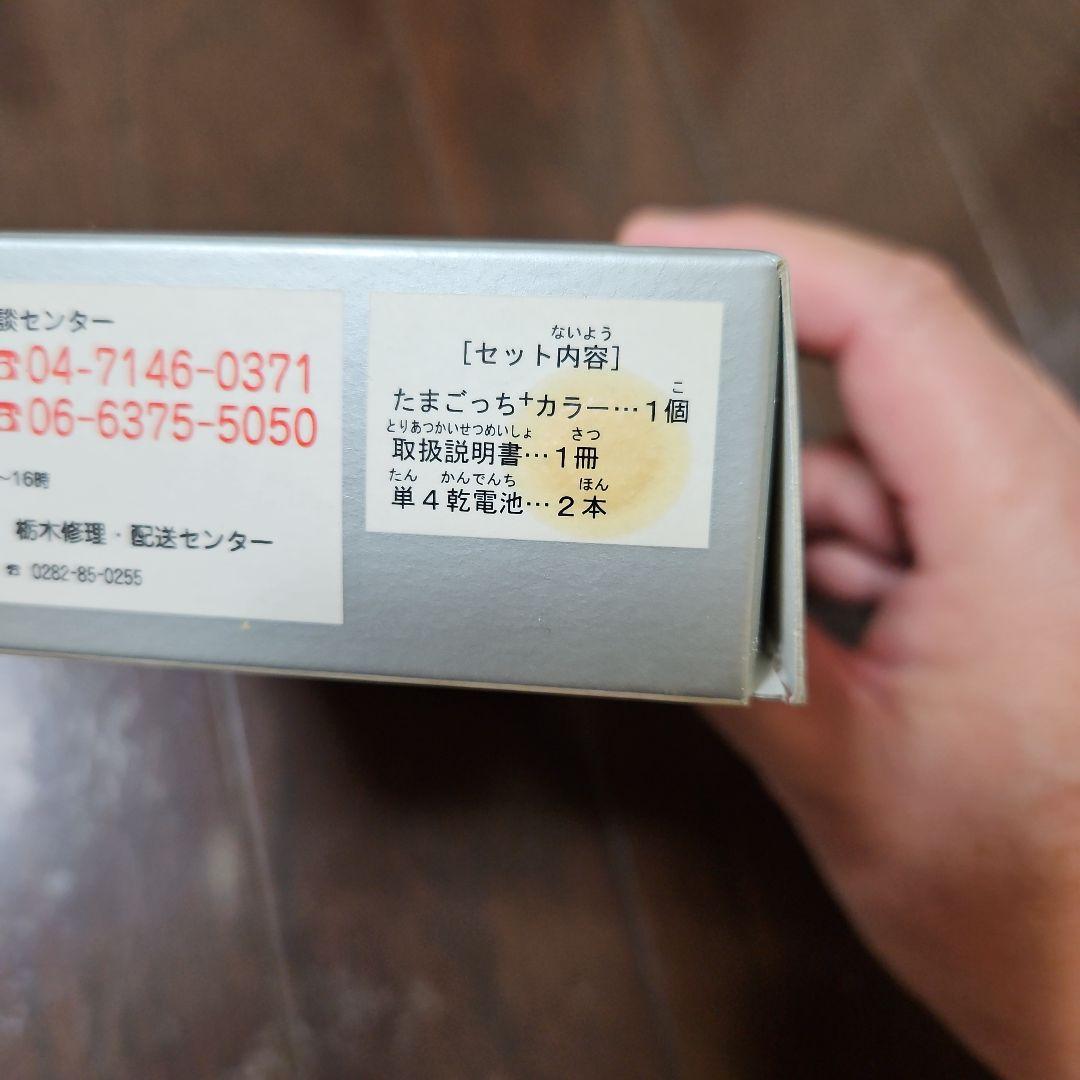 談センター
☎04-7146-0371
☎06-6375-5050
～16時
栃木修理・配送センター
☎ 0282-85-0255
ないよう
[セット内容]
こ
たまごっち+カラー…1個
とりあつかいせつめいしょ さつ
取扱説明書…1冊
たん かんでんち ほん
単4乾電池…2本